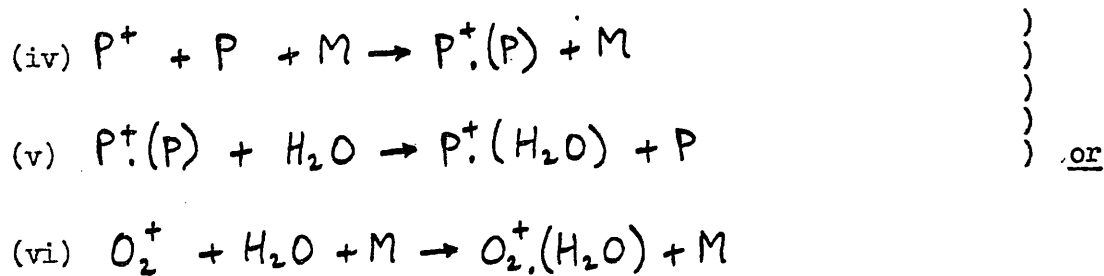 (iv) P⁺ + P + M → P⁺.(P) + M )
)
)
)
(v) P⁺.(P) + H₂O → P⁺.(H₂O) + P ) or
(vi) O₂⁺ + H₂O + M → O₂⁺.(H₂O) + M